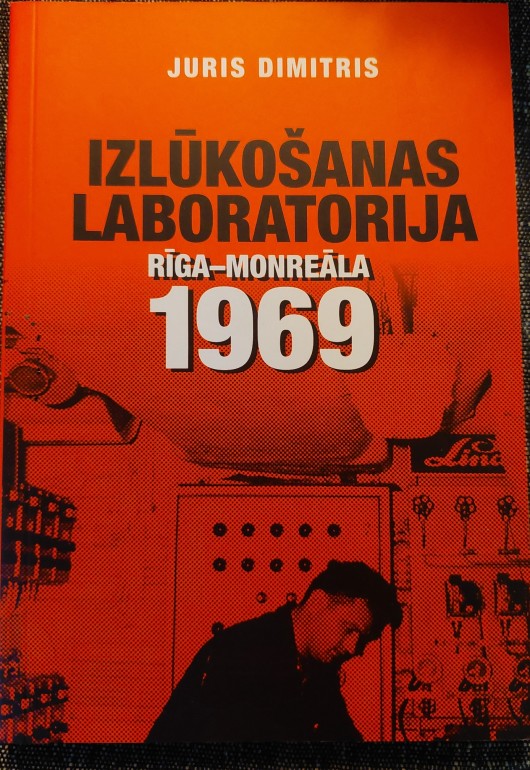 JURIS DIMITRIS
IZLŪKOŠANAS
LABORATORIJA
RĪGA–MONREĀLA
1969